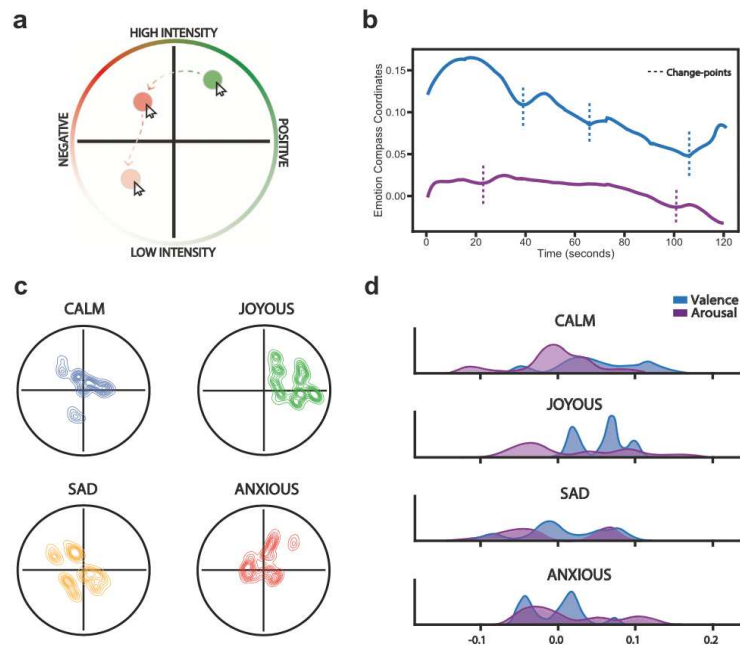 a
HIGH INTENSITY
NEGATIVE
POSITIVE
LOW INTENSITY
b
Emotion Compass Coordinates
0.15
0.10
0.05
0.00
Change-points
0 20 40 60 80 100 120
Time (seconds)
c
CALM JOYOUS
SAD ANXIOUS
d
Valence
Arousal
CALM
JOYOUS
SAD
ANXIOUS
-0.1 0.0 0.1 0.2